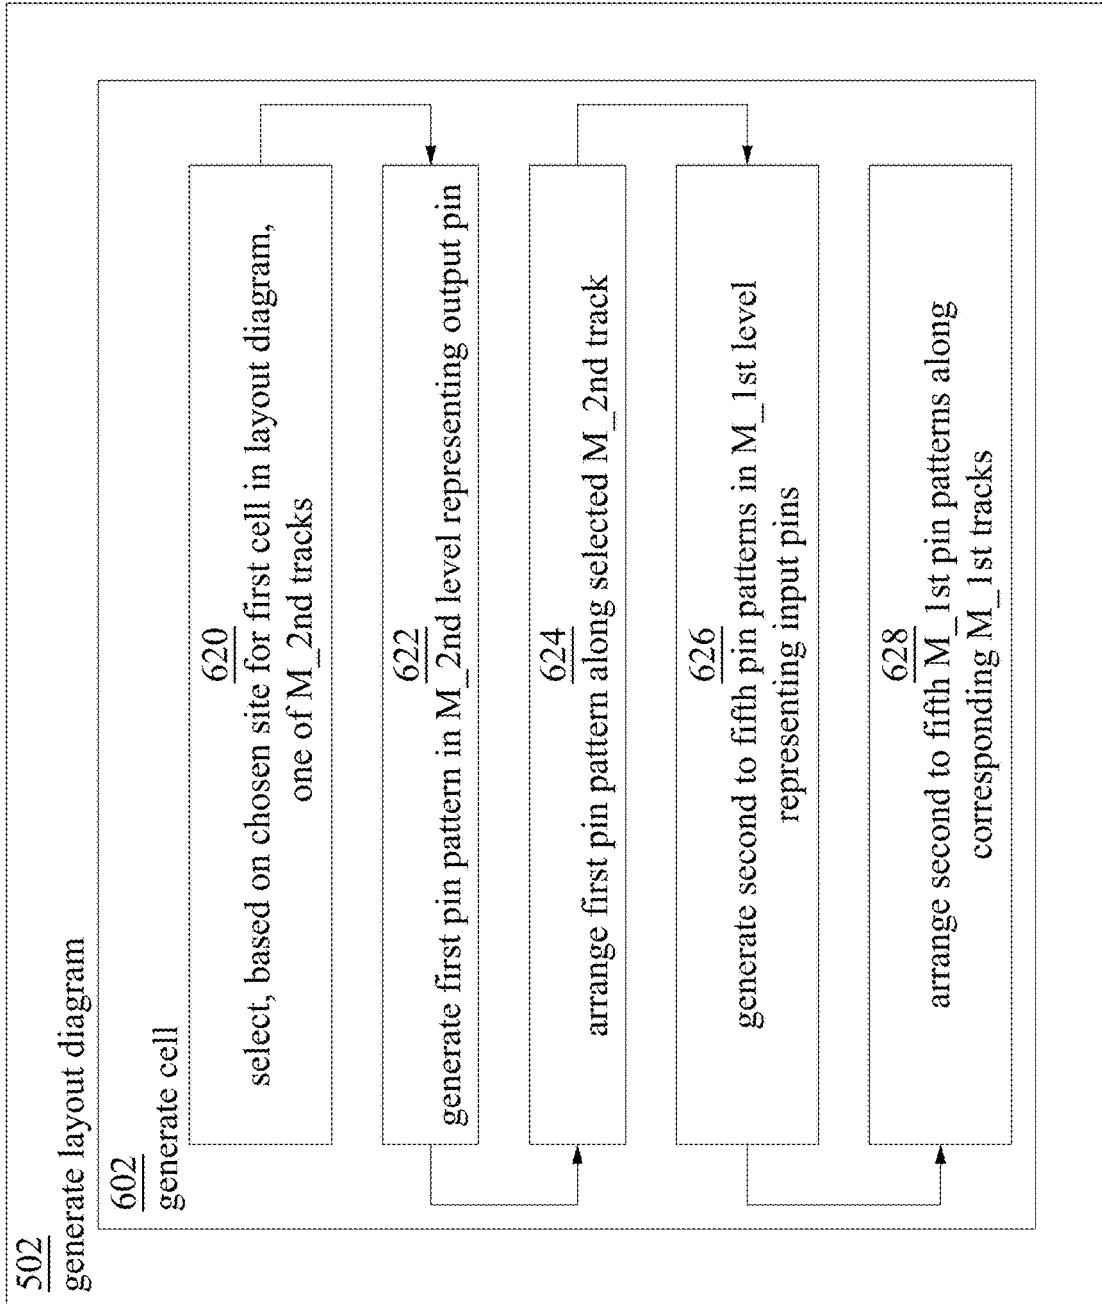 502
generate layout diagram
602
generate cell
620
select, based on chosen site for first cell in layout diagram,
one of M_2nd tracks
622
generate first pin pattern in M_2nd level representing output pin
624
arrange first pin pattern along selected M_2nd track
626
generate second to fifth pin patterns in M_1st level
representing input pins
628
arrange second to fifth M_1st pin patterns along
corresponding M_1st tracks